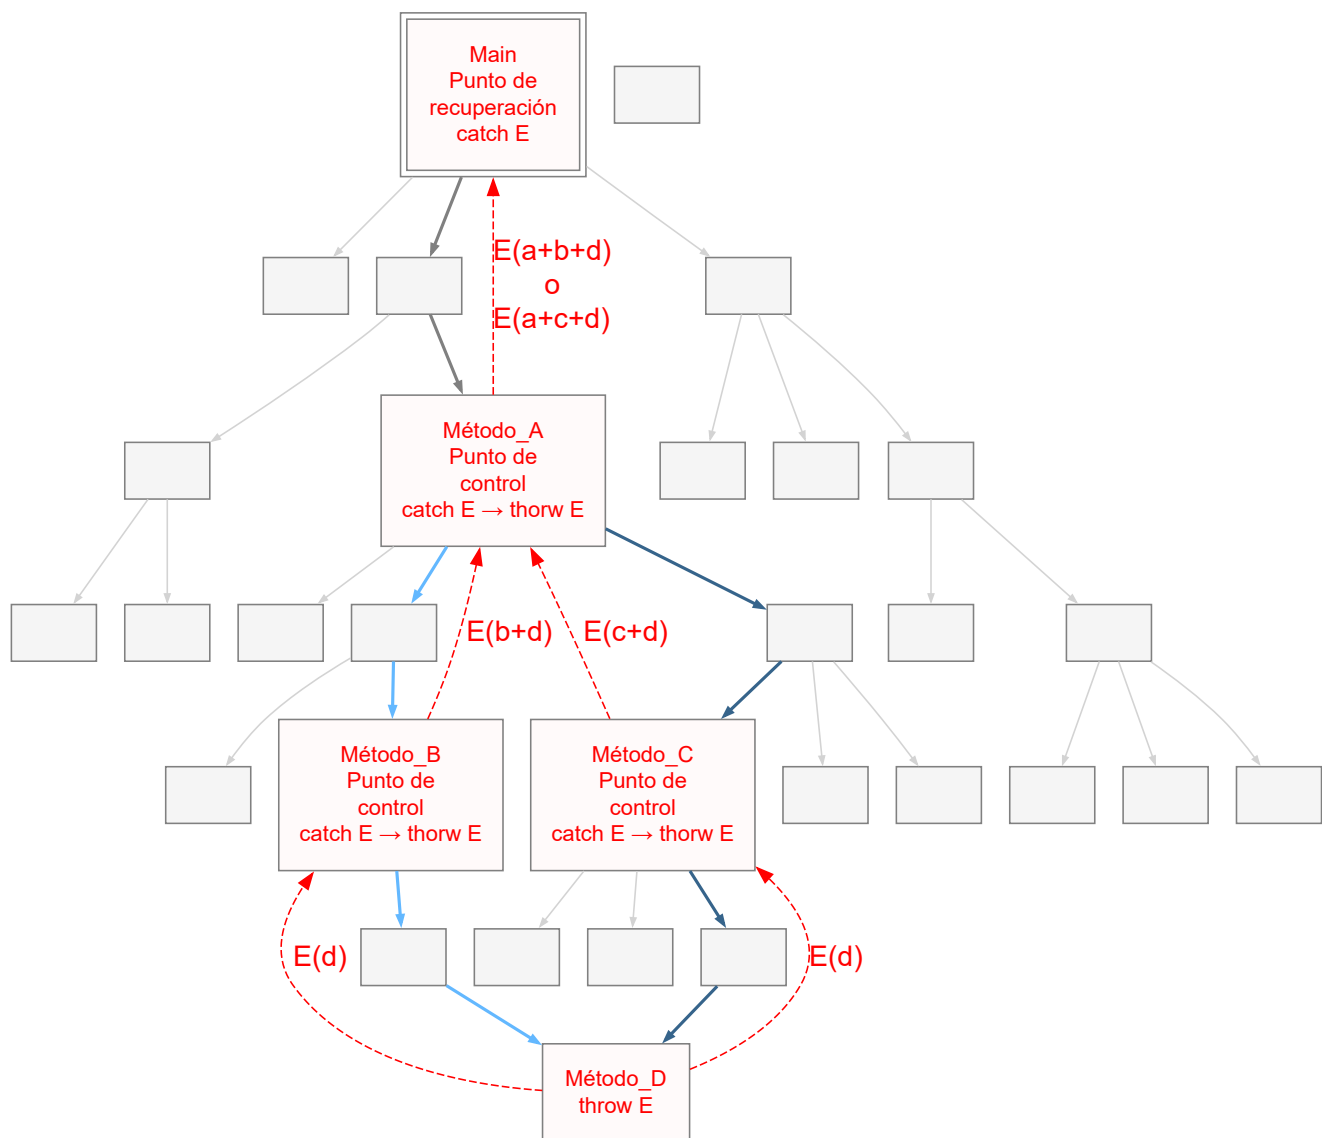 Main
Punto de
recuperación
catch E
E(a+b+d)
o
E(a+c+d)
Método_A
Punto de
control
catch E → thorw E
E(b+d)
E(c+d)
Método_B
Punto de
control
catch E → thorw E
Método_C
Punto de
control
catch E → thorw E
E(d)
E(d)
Método_D
throw E